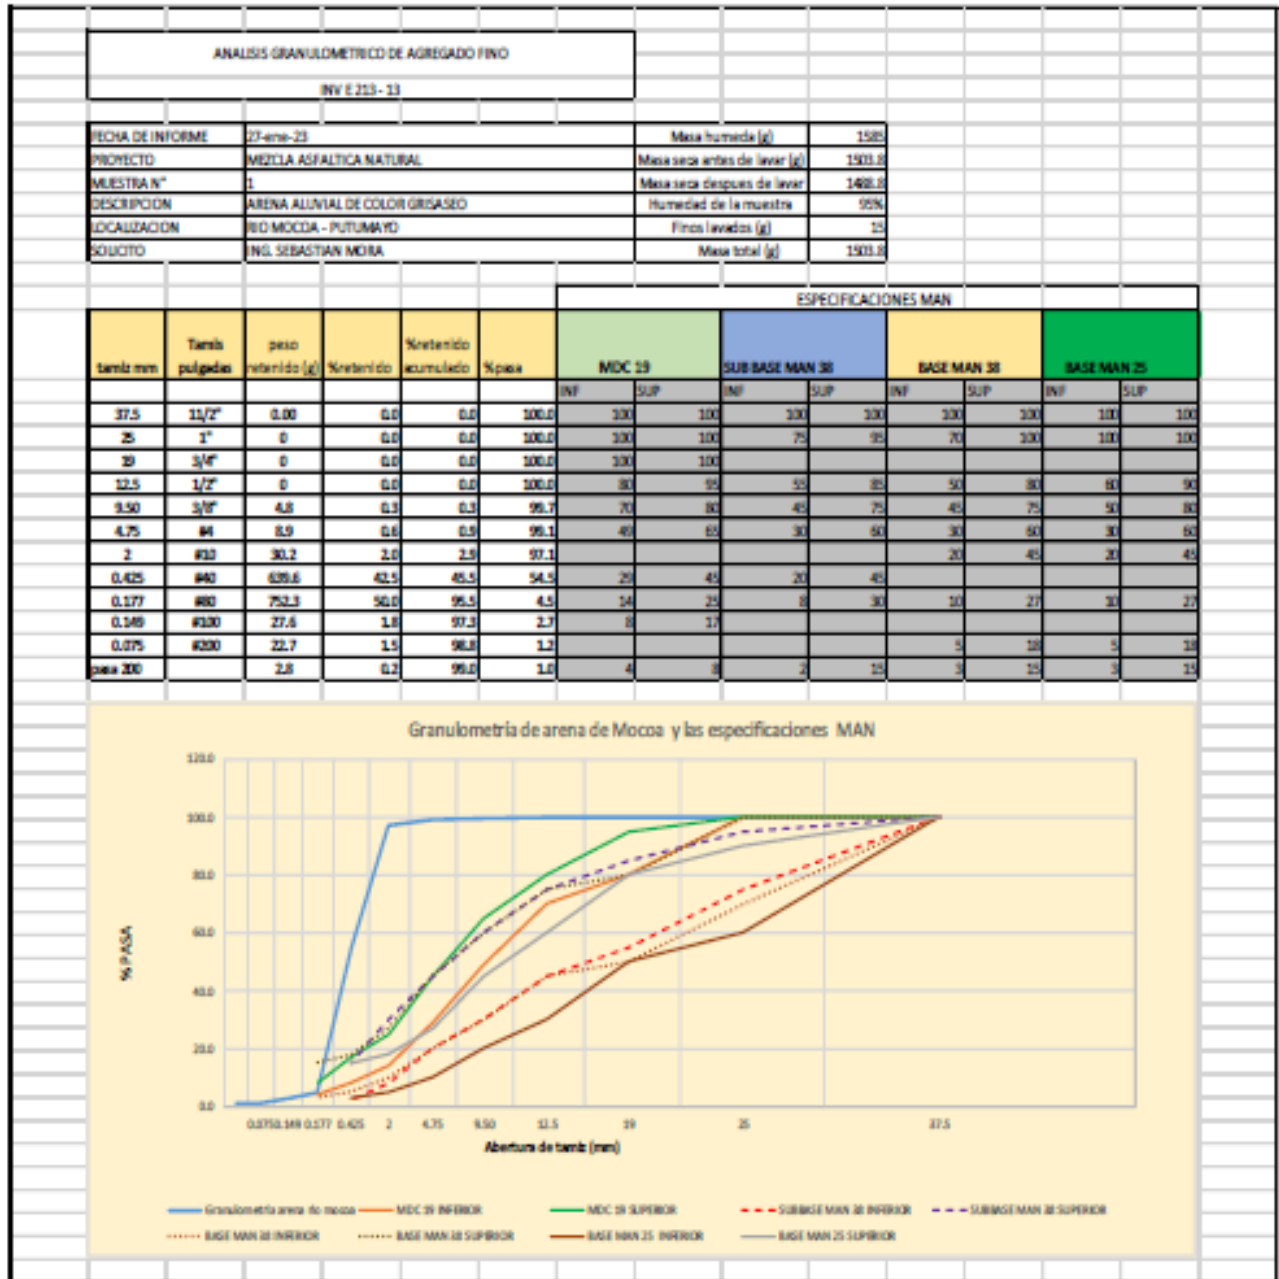 ANALISIS GRANULOMETRICO DE AGREGADO FINO
INV E 213 - 13
FECHA DE INFORME 27-ene-23 Masa humeda (g) 1585
PROYECTO MEZCLA ASFALTICA NATURAL Masa seca antes de lavar (g) 1503.8
MUESTRA N° 1 Masa seca despues de lavar 1488.8
DESCRIPCION ARENA ALUVIAL DE COLOR GRISASEO Humedad de la muestra 95%
LOCALIZACION RIO MOCOA - PUTUMAYO Finos lavados (g) 15
SOLICITO ING. SEBASTIAN MORA Masa total (g) 1503.8
ESPECIFICACIONES MAN
tamiz mm Tamis pulgadas peso retenido (g) %retenido %retenido acumulado %pasa MDC 19 SUB BASE MAN 38 BASE MAN 38 BASE MAN 25
INF SUP INF SUP INF SUP INF SUP
37.5 11/2" 0.00 0.0 0.0 100.0 100 100 100 100 100 100 100 100
25 1" 0 0.0 0.0 100.0 100 100 75 95 70 100 100 100
19 3/4" 0 0.0 0.0 100.0 100 100
12.5 1/2" 0 0.0 0.0 100.0 80 95 55 85 50 80 60 90
9.50 3/8" 4.8 0.3 0.3 99.7 70 80 45 75 45 75 50 80
4.75 #4 8.9 0.6 0.9 99.1 49 65 30 60 30 60 30 60
2 #10 30.2 2.0 2.9 97.1 20 45 20 45
0.425 #40 639.6 42.5 45.5 54.5 29 45 20 45
0.177 #80 752.3 50.0 95.5 4.5 14 25 8 30 10 27 10 27
0.149 #100 27.6 1.8 97.3 2.7 8 17
0.075 #200 22.7 1.5 98.8 1.2 5 18 5 18
pasa 200 2.8 0.2 99.0 1.0 4 8 2 15 3 15 3 15
Granulometría de arena de Mocoa y las especificaciones MAN
120.0
100.0
80.0
60.0
40.0
20.0
0.0
% PASA
0.075 0.149 0.177 0.425 2 4.75 9.50 12.5 19 25 37.5
Abertura de tamiz (mm)
Granulometría arena rio mocoa MDC 19 INFERIOR MDC 19 SUPERIOR SUBBASE MAN 38 INFERIOR SUBBASE MAN 38 SUPERIOR
BASE MAN 38 INFERIOR BASE MAN 38 SUPERIOR BASE MAN 25 INFERIOR BASE MAN 25 SUPERIOR